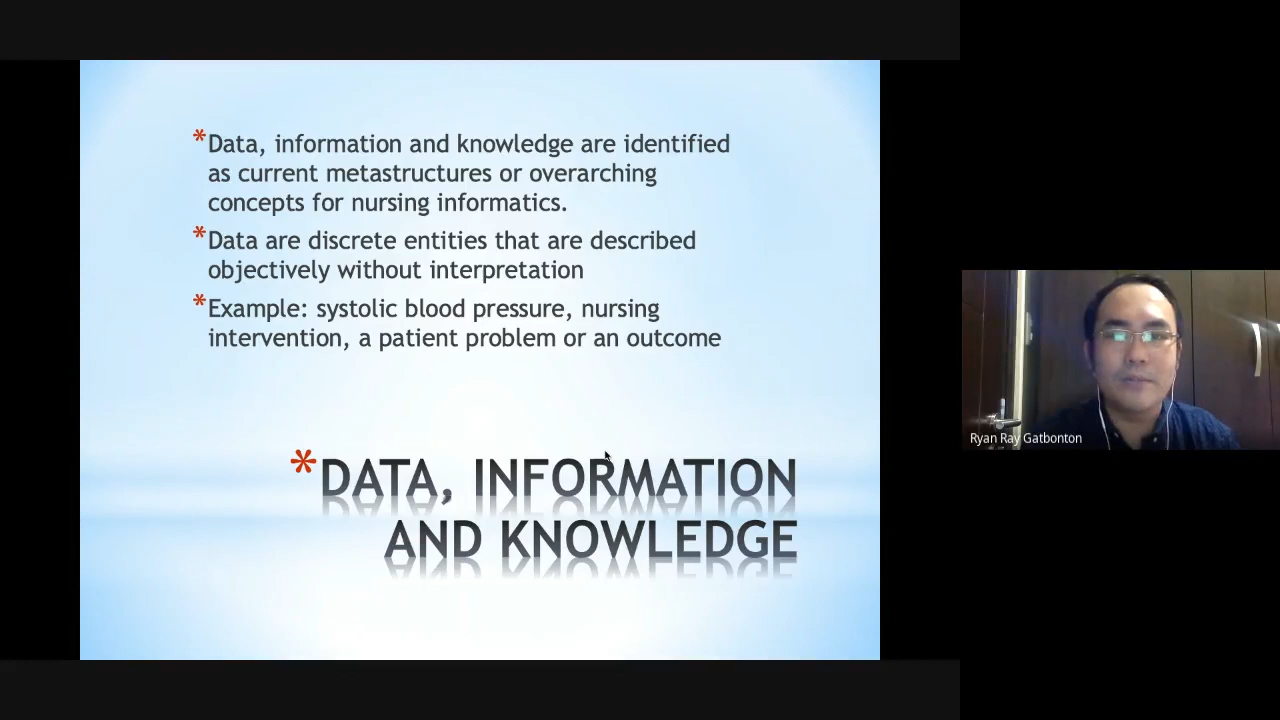 *Data, information and knowledge are identified
as current metastructures or overarching
concepts for nursing informatics.
*Data are discrete entities that are described
objectively without interpretation
*Example: systolic blood pressure, nursing
intervention, a patient problem or an outcome
*DATA, INFORMATION
AND KNOWLEDGE
Ryan Ray Gatbonton